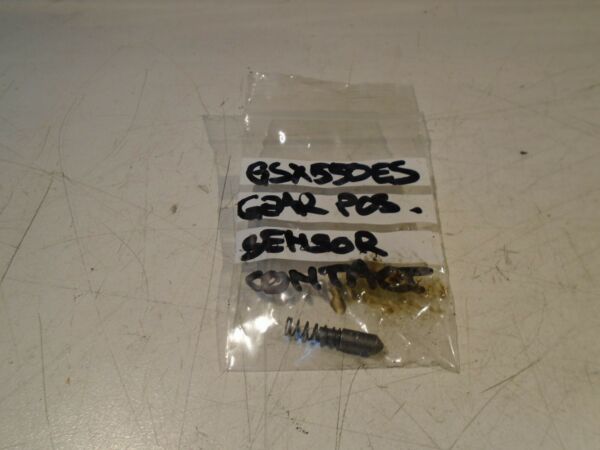 GSX550ES
GEAR POS.
SENSOR
CONTACT